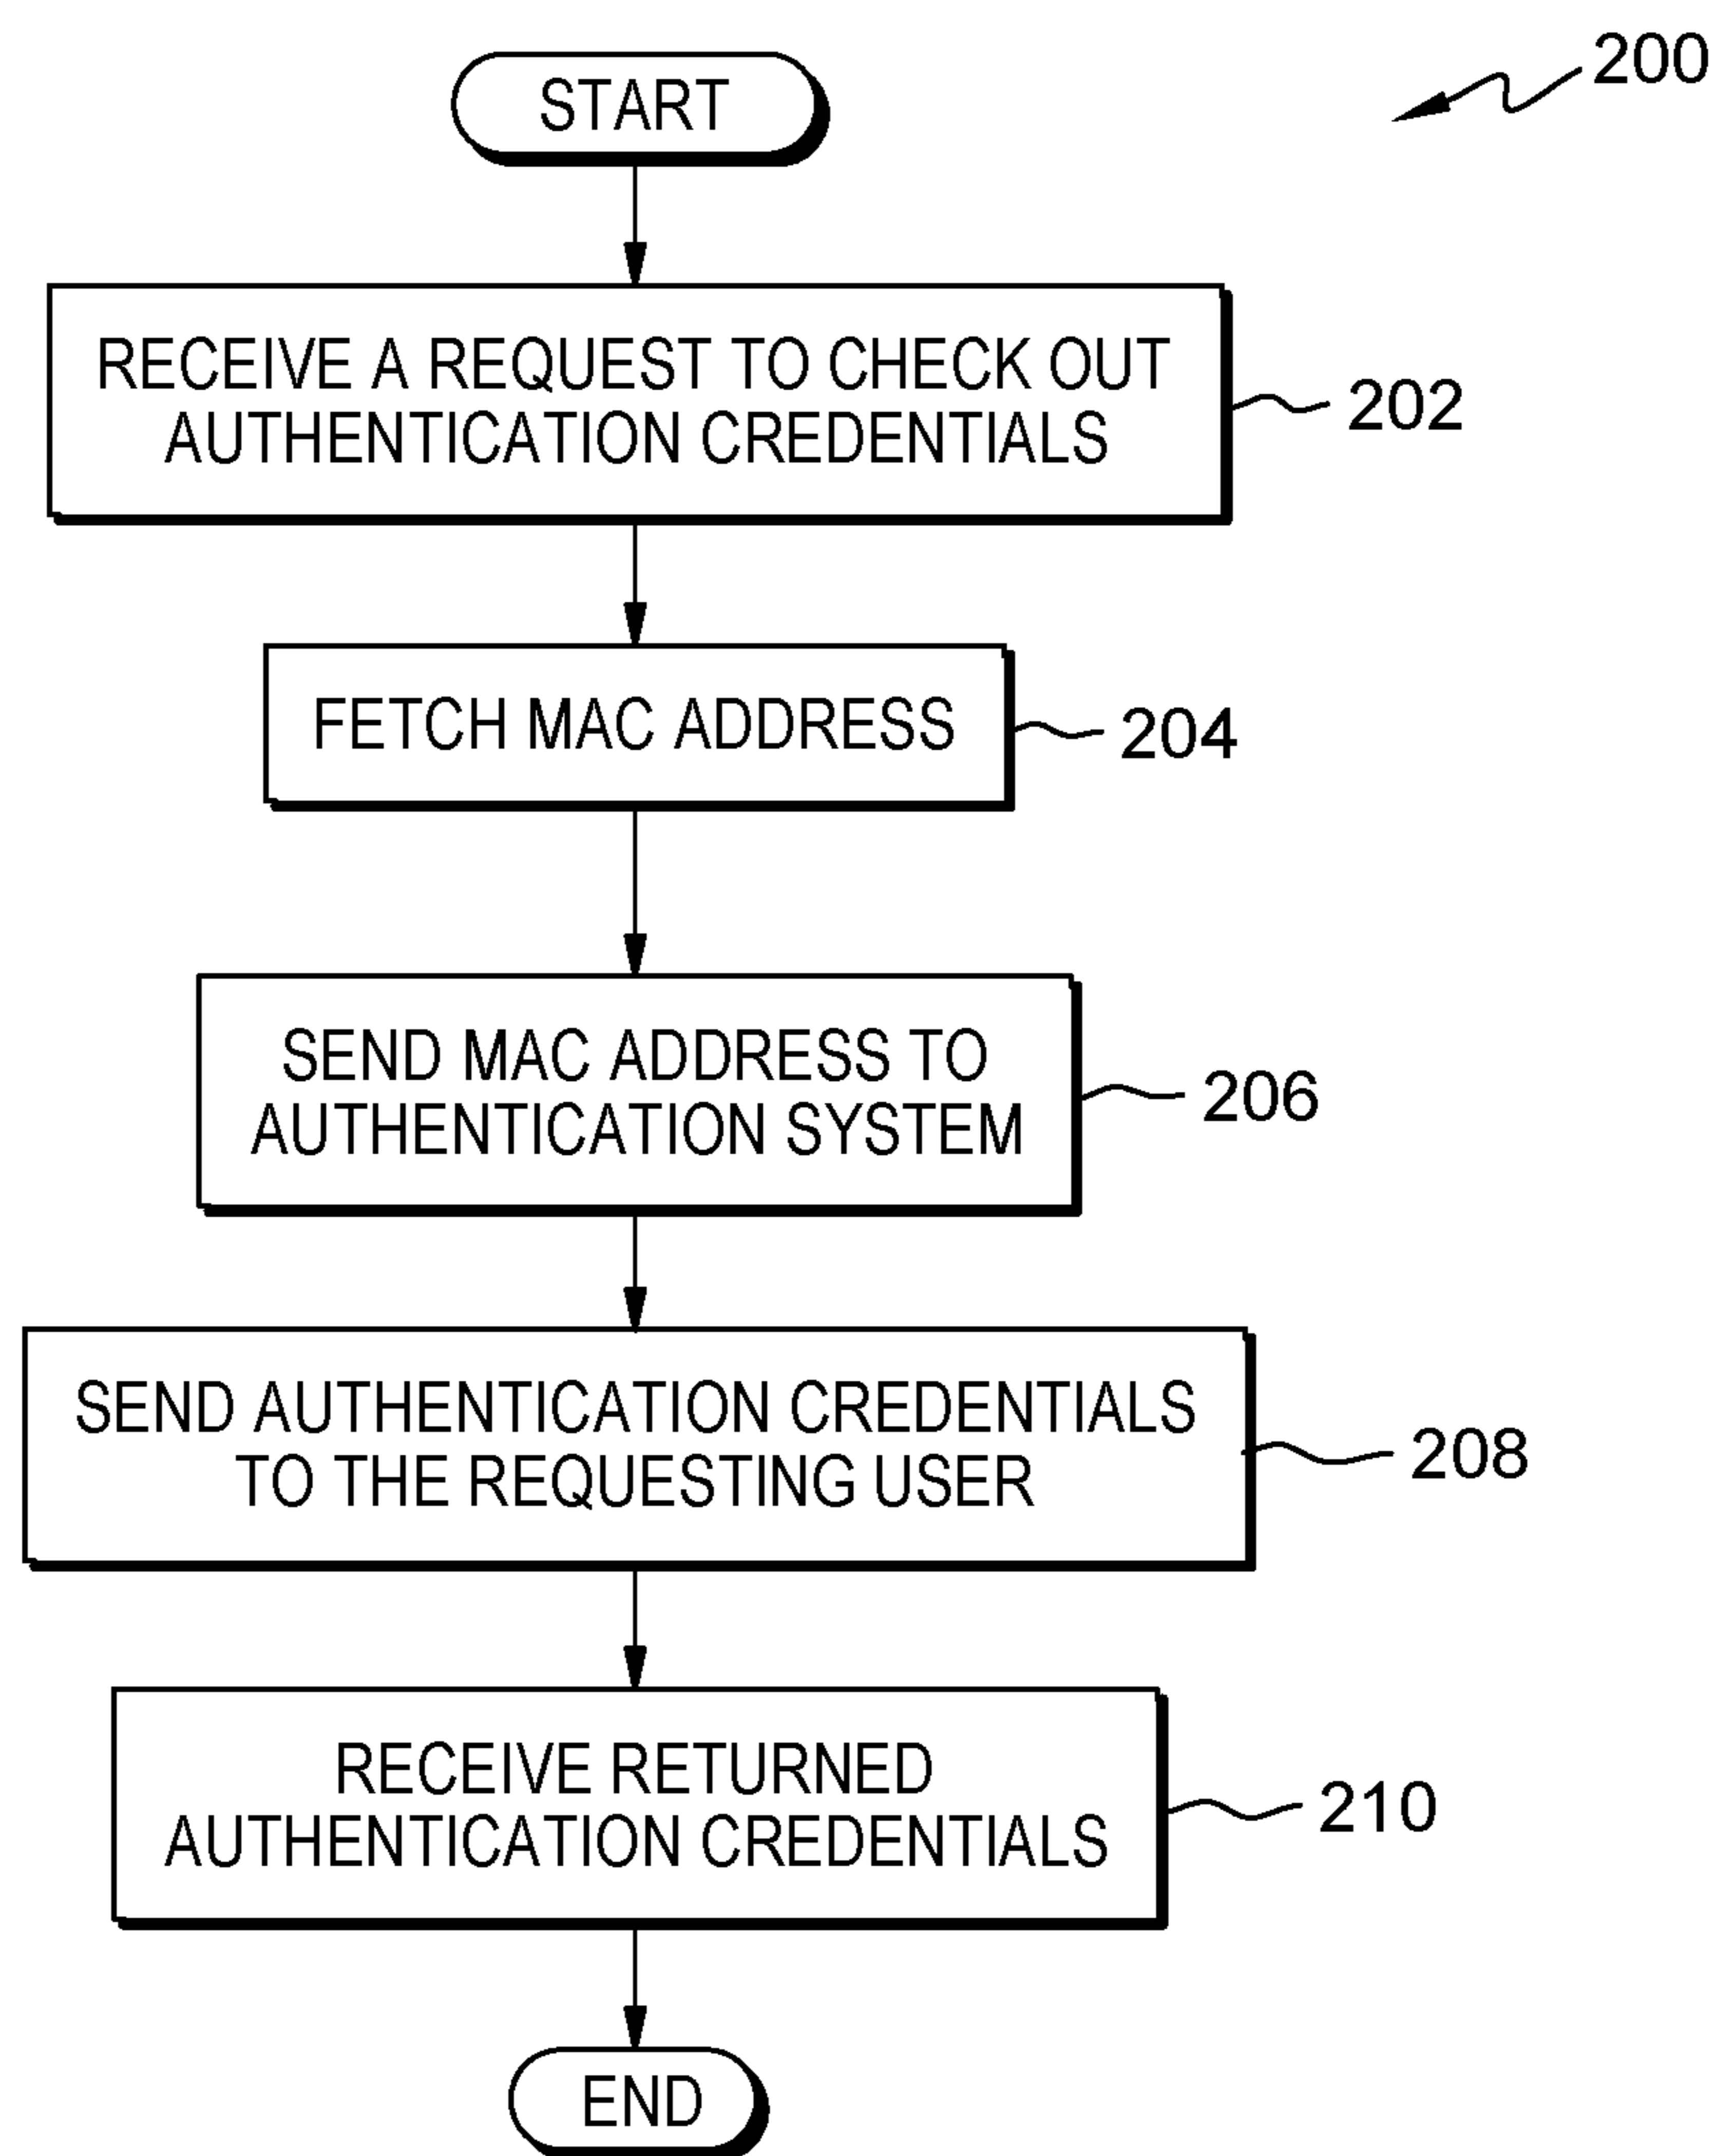 200
START
RECEIVE A REQUEST TO CHECK OUT
AUTHENTICATION CREDENTIALS
202
FETCH MAC ADDRESS
204
SEND MAC ADDRESS TO
AUTHENTICATION SYSTEM
206
SEND AUTHENTICATION CREDENTIALS
TO THE REQUESTING USER
208
RECEIVE RETURNED
AUTHENTICATION CREDENTIALS
210
END